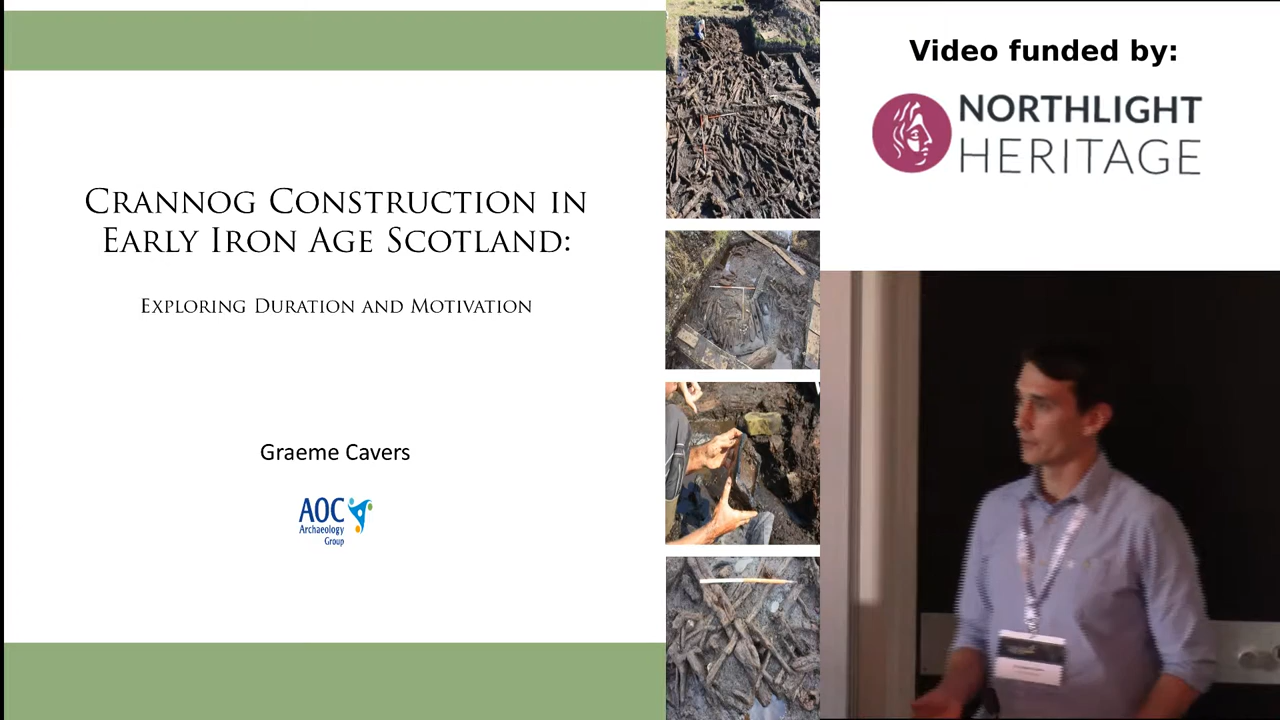 Crannog Construction in
Early Iron Age Scotland:
Exploring Duration and Motivation
Graeme Cavers
AOC
Archaeology
Group
Video funded by:
NORTHLIGHT
HERITAGE